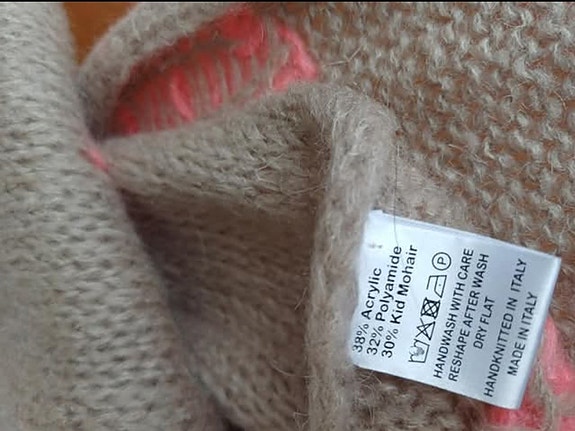 38% Acrylic
32% Polyamide
30% Kid Mohair
P
HANDWASH WITH CARE
RESHAPE AFTER WASH
DRY FLAT
HANDKNITTED IN ITALY
MADE IN ITALY